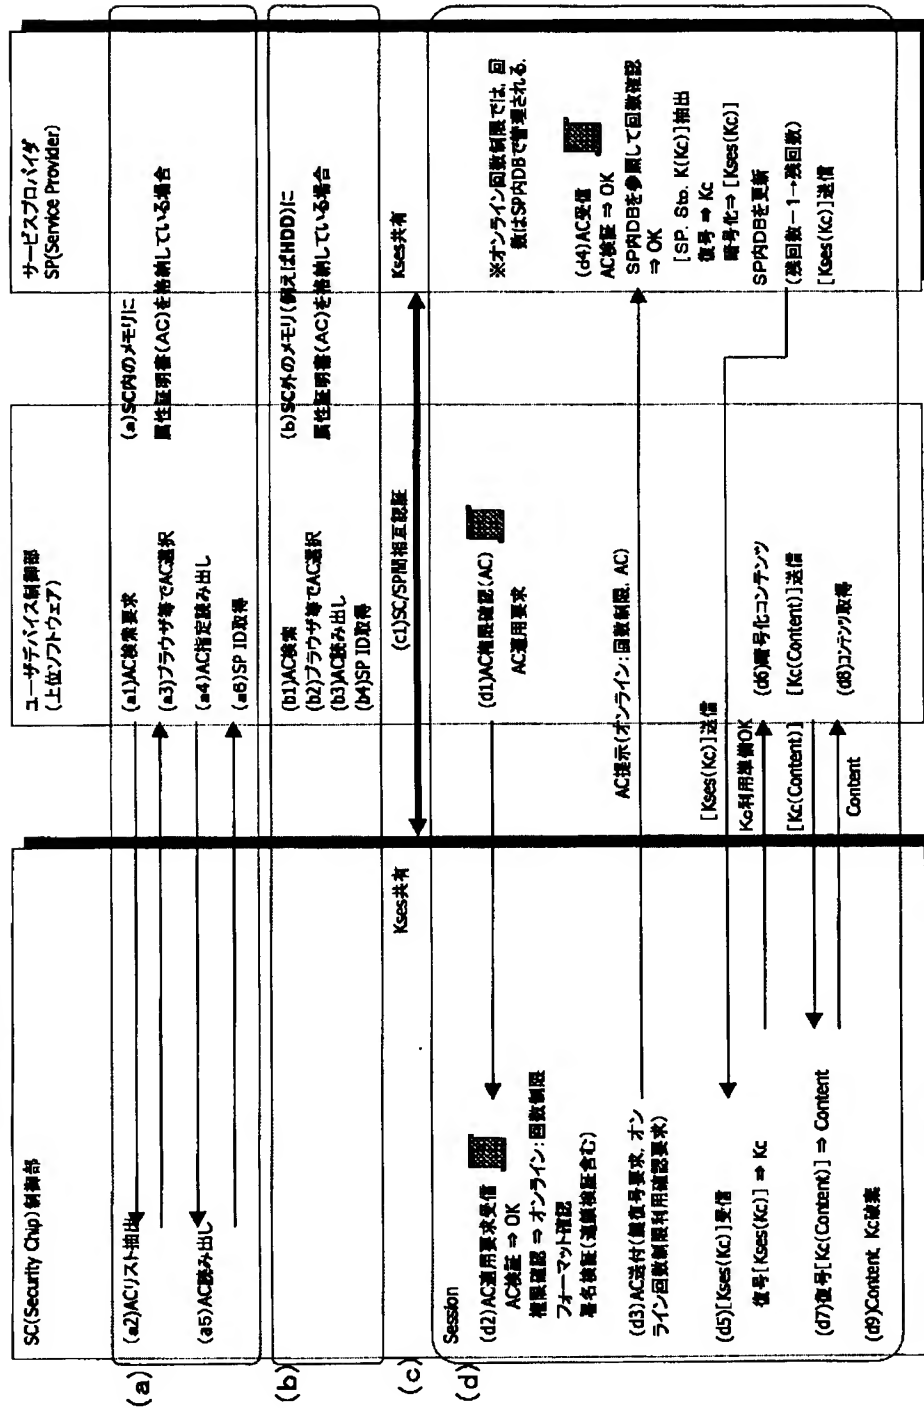 SC(Security Chip)制御部
ユーザデバイス制御部
(上位ソフトウェア)
サービスプロバイダ
SP(Service Provider)
(a)
(a1)AC検索要求
(a2)ACリスト抽出
(a3)ブラウザ等でAC選択
(a4)AC指定読み出し
(a5)AC読み出し
(a6)SP ID取得
(a)SC内のメモリに
属性証明書(AC)を格納している場合
(b)
(b1)AC検索
(b2)ブラウザ等でAC選択
(b3)AC読み出し
(b4)SP ID取得
(b)SC外のメモリ(例えばHDD)に
属性証明書(AC)を格納している場合
(c)
Kses共有
(c1)SC/SP間相互認証
Kses共有
(d)
Session
(d1)AC権限確認(AC)
AC適用要求
※オンライン回数制限では、回
数はSP内DBで管理される.
(d2)AC適用要求受信
AC検証 ⇒ OK
権限確認 ⇒ オンライン:回数制限
フォーマット確認
署名検証(連鎖検証含む)
(d3)AC送付(鍵復号要求, オン
ライン回数制限利用確認要求)
AC提示(オンライン:回数制限, AC)
(d4)AC受信
AC検証 ⇒ OK
SP内DBを参照して回数確認
⇒ OK
[SP. Sto. K(Kc)]抽出
復号 ⇒ Kc
暗号化⇒ [Kses(Kc)]
SP内DBを更新
(残回数−1→残回数)
[Kses(Kc)]送信
[Kses(Kc)]送信
(d5)[Kses(Kc)]受信
復号[Kses(Kc)] ⇒ Kc
Kc利用準備OK
(d6)暗号化コンテンツ
[Kc(Content)]送信
[Kc(Content)]
(d7)復号[Kc(Content)] ⇒ Content
Content
(d8)コンテンツ取得
(d9)Content, Kc破棄